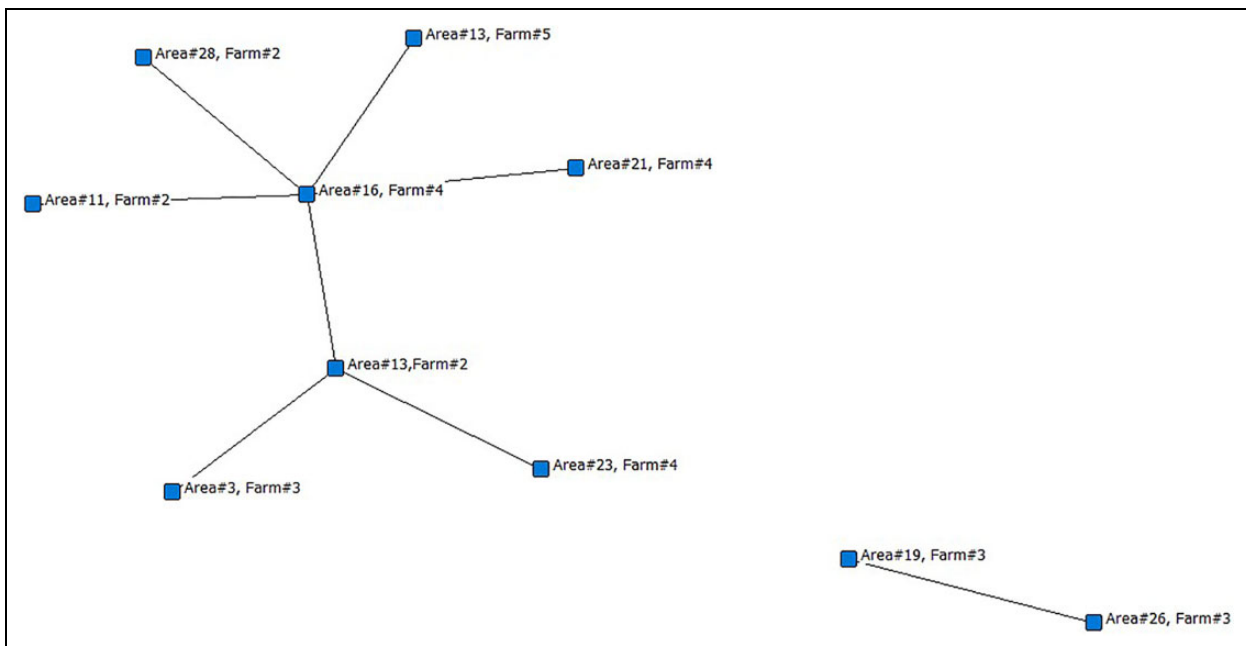 Area#13, Farm#5
Area#28, Farm#2
Area#21, Farm#4
Area#16, Farm#4
Area#11, Farm#2
Area#13,Farm#2
Area#23, Farm#4
Area#3, Farm#3
Area#19, Farm#3
Area#26, Farm#3